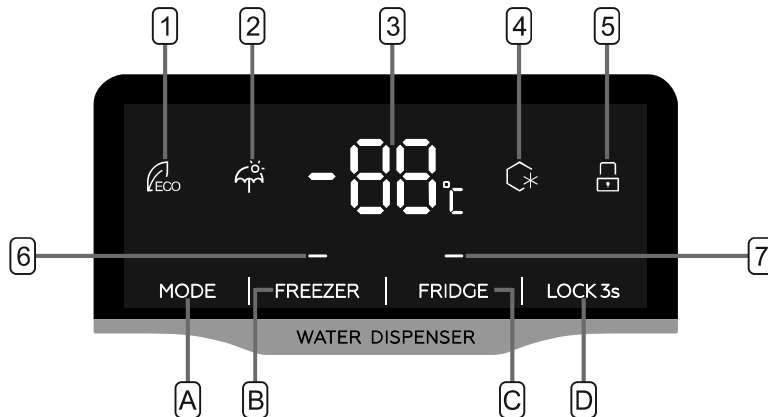 1 2 3 4 5
ECO -88°C
6 7
MODE FREEZER FRIDGE LOCK 3s
WATER DISPENSER
A B C D